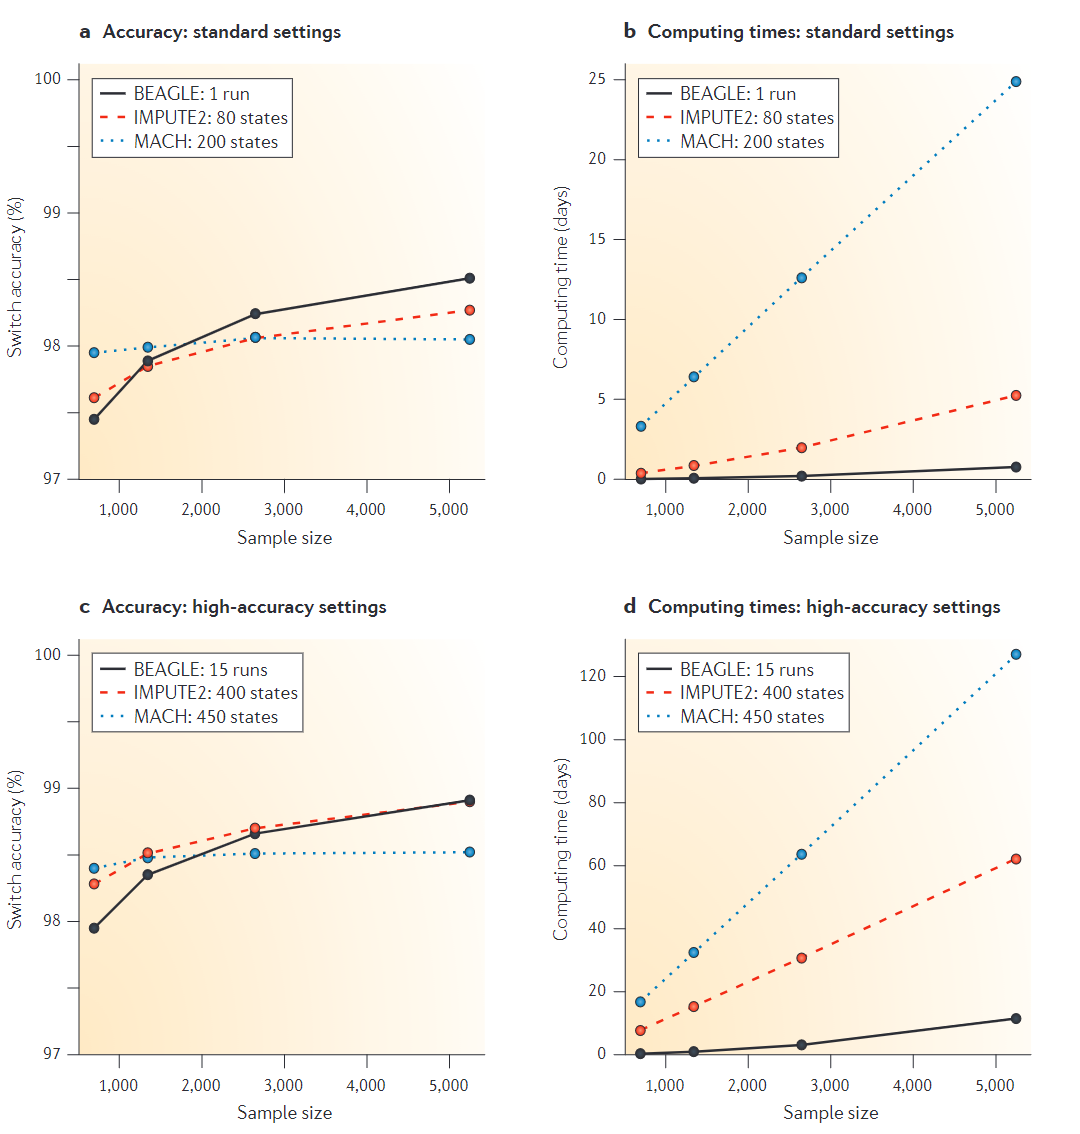 a Accuracy: standard settings
100
99
98
97
Switch accuracy (%)
BEAGLE: 1 run
IMPUTE2: 80 states
MACH: 200 states
1,000 2,000 3,000 4,000 5,000
Sample size
b Computing times: standard settings
25
20
15
10
5
0
Computing time (days)
BEAGLE: 1 run
IMPUTE2: 80 states
MACH: 200 states
1,000 2,000 3,000 4,000 5,000
Sample size
c Accuracy: high-accuracy settings
100
99
98
97
Switch accuracy (%)
BEAGLE: 15 runs
IMPUTE2: 400 states
MACH: 450 states
1,000 2,000 3,000 4,000 5,000
Sample size
d Computing times: high-accuracy settings
120
100
80
60
40
20
0
Computing time (days)
BEAGLE: 15 runs
IMPUTE2: 400 states
MACH: 450 states
1,000 2,000 3,000 4,000 5,000
Sample size